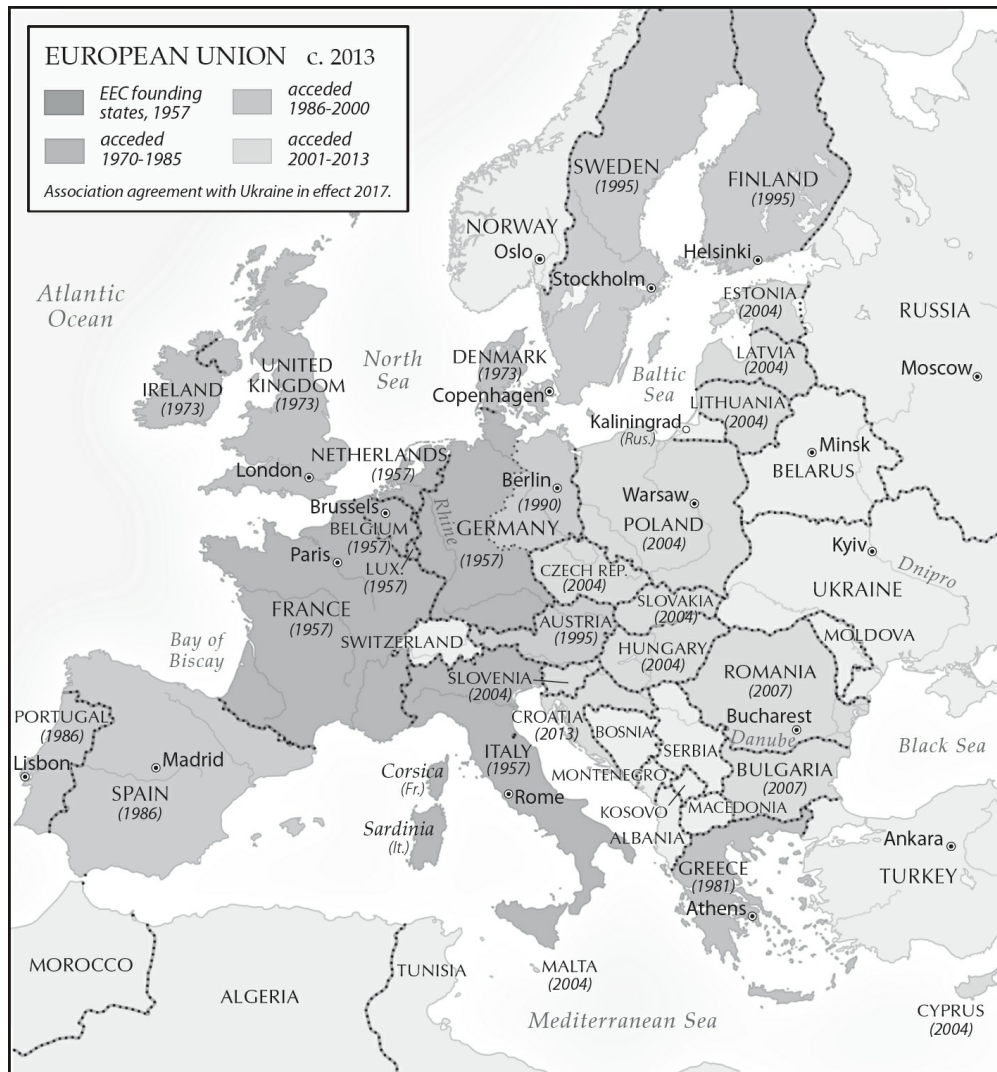 EUROPEAN UNION c. 2013
EEC founding
states, 1957
acceded
1986-2000
acceded
1970-1985
acceded
2001-2013
Association agreement with Ukraine in effect 2017.
SWEDEN
(1995)
FINLAND
(1995)
NORWAY
Oslo
Helsinki
Stockholm
Atlantic
Ocean
ESTONIA
(2004)
RUSSIA
North
Sea
DENMARK
(1973)
Copenhagen
Baltic
Sea
LATVIA
(2004)
Moscow
UNITED
KINGDOM
(1973)
IRELAND
(1973)
LITHUANIA
(2004)
Kaliningrad
(Rus.)
Minsk
BELARUS
London
NETHERLANDS
(1957)
Berlin
(1990)
Warsaw
POLAND
(2004)
Brussels
BELGIUM
(1957)
Rhine
GERMANY
(1957)
Paris
LUX.
(1957)
Kyiv
Dnipro
UKRAINE
CZECH REP.
(2004)
SLOVAKIA
(2004)
FRANCE
(1957)
AUSTRIA
(1995)
SWITZERLAND
HUNGARY
(2004)
MOLDOVA
Bay of
Biscay
SLOVENIA
(2004)
ROMANIA
(2007)
Bucharest
Danube
PORTUGAL
(1986)
Lisbon
Madrid
SPAIN
(1986)
CROATIA
(2013)
BOSNIA
SERBIA
Black Sea
ITALY
(1957)
Rome
Corsica
(Fr.)
Sardinia
(It.)
MONTENEGRO
BULGARIA
(2007)
KOSOVO
MACEDONIA
ALBANIA
Ankara
TURKEY
GREECE
(1981)
Athens
MOROCCO
ALGERIA
TUNISIA
MALTA
(2004)
Mediterranean Sea
CYPRUS
(2004)